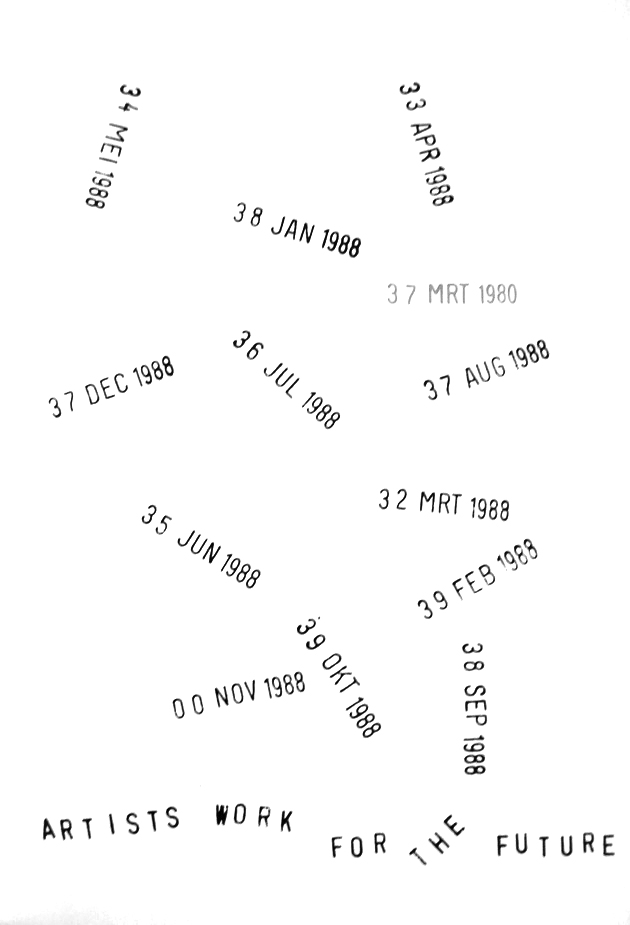 34 MEI 1988
33 APR 1988
38 JAN 1988
37 MRT 1980
36 JUL 1988
37 DEC 1988
37 AUG 1988
32 MRT 1988
35 JUN 1988
39 FEB 1988
39 OKT 1988
38 SEP 1988
00 NOV 1988
ARTISTS WORK FOR THE FUTURE